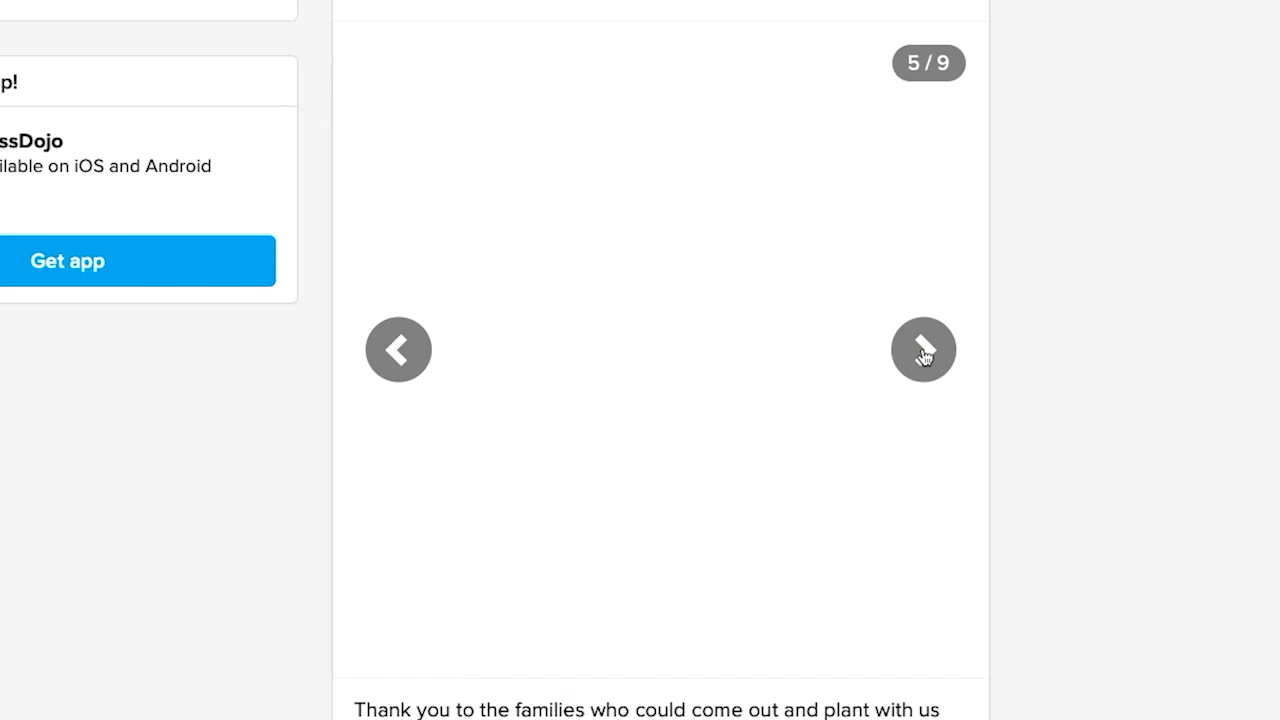 5 / 9
p!
ssDojo
ilable on iOS and Android
Get app
Thank you to the families who could come out and plant with us